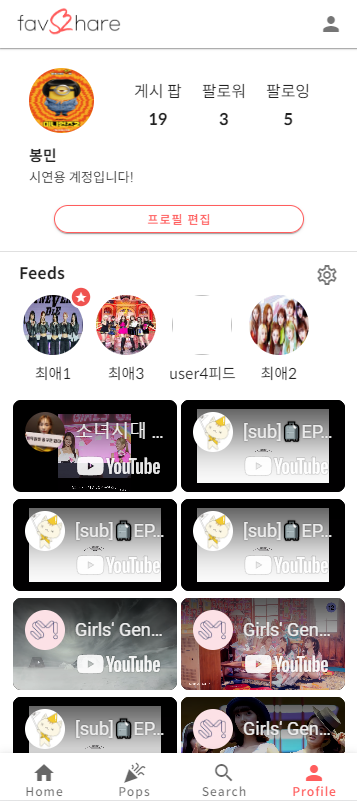 favShare
게시 팝 팔로워 팔로잉
19 3 5
봉민
시연용 계정입니다!
프로필 편집
Feeds
최애1 최애3 user4피드 최애2
소녀시대 ... [sub] EP...
YouTube YouTube
[sub] EP... [sub] EP...
YouTube YouTube
Girls' Gen... Girls' Gen...
YouTube YouTube
[sub] EP... Girls' Gen...
Home Pops Search Profile